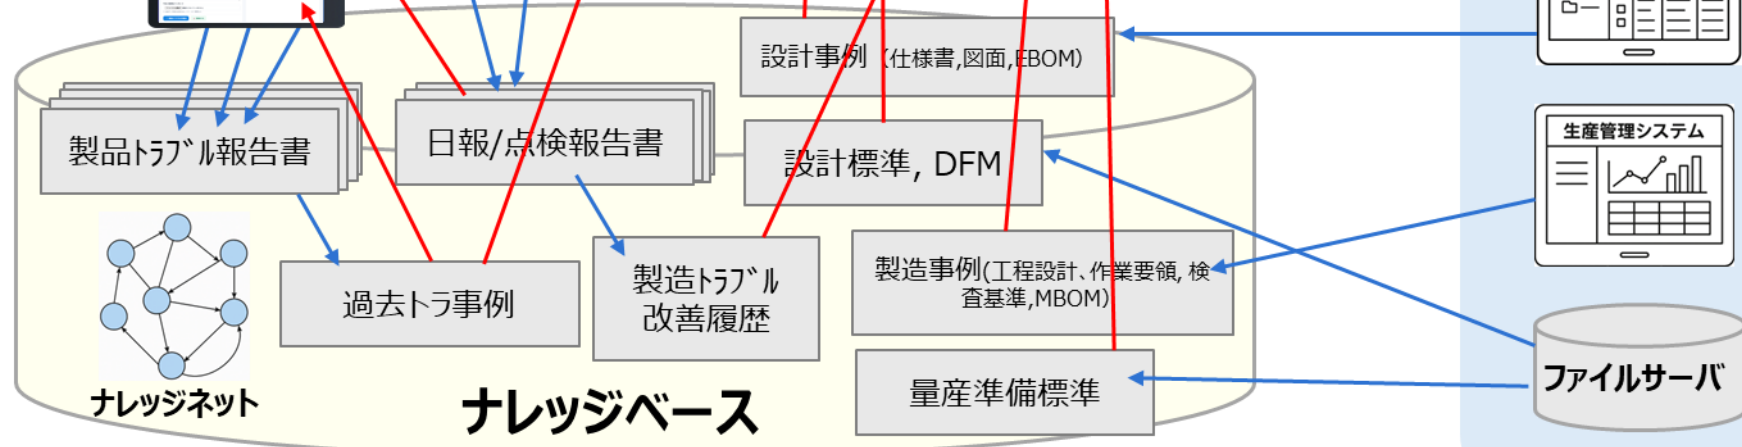 設計事例（仕様書,図面,EBOM）
生産管理システム
製品ﾄﾗﾌﾞﾙ報告書
日報/点検報告書
設計標準, DFM
製造ﾄﾗﾌﾞﾙ
改善履歴
製造事例(工程設計、作業要領, 検
査基準,MBOM）
過去トラ事例
ファイルサーバ
量産準備標準
ナレッジネット
ナレッジベース